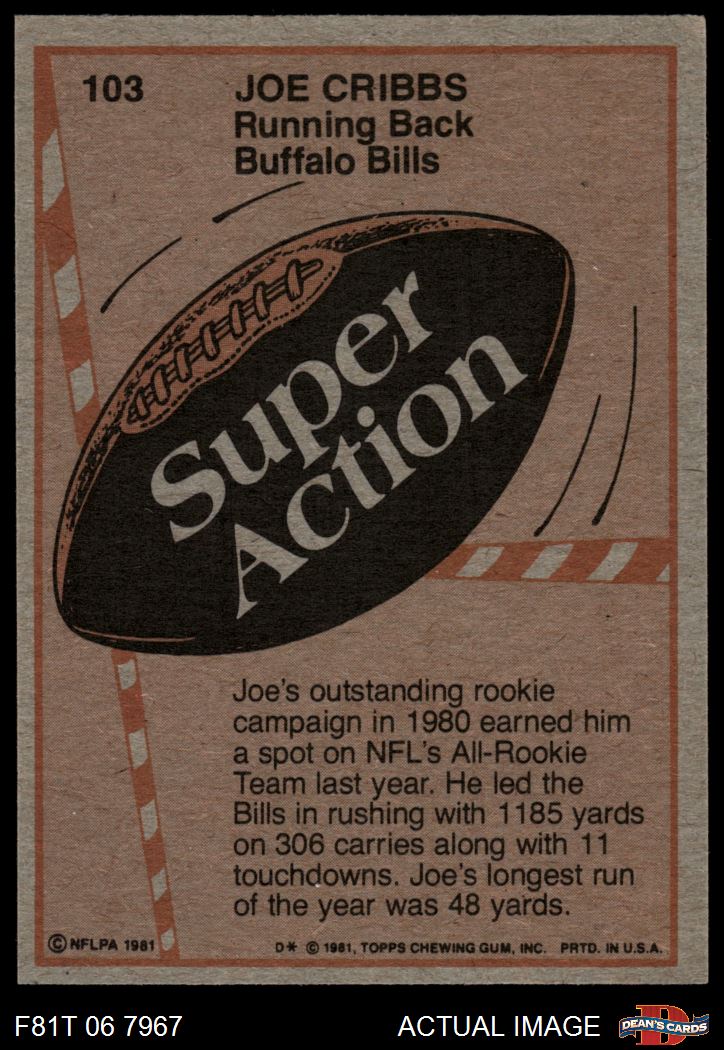 103
JOE CRIBBS
Running Back
Buffalo Bills
Super
Action
Joe's outstanding rookie
campaign in 1980 earned him
a spot on NFL's All-Rookie
Team last year. He led the
Bills in rushing with 1185 yards
on 306 carries along with 11
touchdowns. Joe's longest run
of the year was 48 yards.
© NFLPA 1981
D* © 1981, TOPPS CHEWING GUM, INC. PRTD. IN U.S.A.
F81T 06 7967
ACTUAL IMAGE
D
DEAN'S CARDS